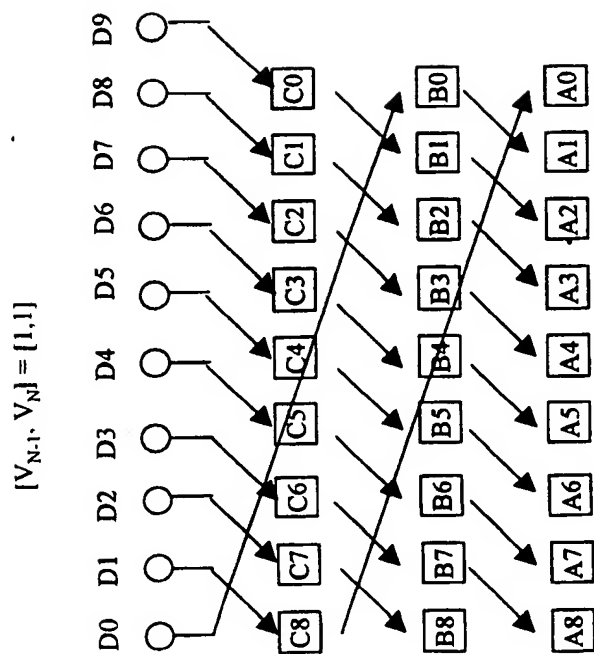 [V_{N-1}, V_N] = [1,1]
D0 D1 D2 D3 D4 D5 D6 D7 D8 D9
C8 C7 C6 C5 C4 C3 C2 C1 C0
B8 B7 B6 B5 B4 B3 B2 B1 B0
A8 A7 A6 A5 A4 A3 A2 A1 A0